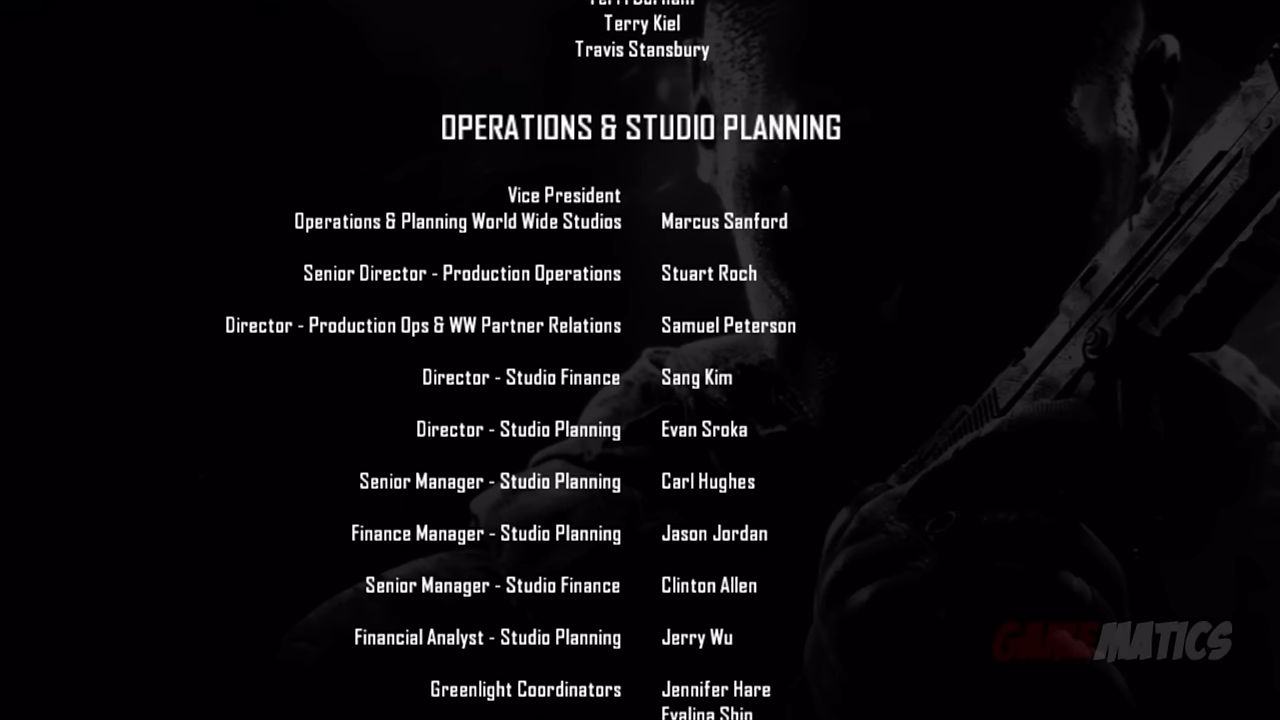 Terry Kiel
Travis Stansbury
OPERATIONS & STUDIO PLANNING
Vice President
Operations & Planning World Wide Studios Marcus Sanford
Senior Director - Production Operations Stuart Roch
Director - Production Ops & WW Partner Relations Samuel Peterson
Director - Studio Finance Sang Kim
Director - Studio Planning Evan Sroka
Senior Manager - Studio Planning Carl Hughes
Finance Manager - Studio Planning Jason Jordan
Senior Manager - Studio Finance Clinton Allen
Financial Analyst - Studio Planning Jerry Wu
GAMEMATICS
Greenlight Coordinators Jennifer Hare
Evalina Shin